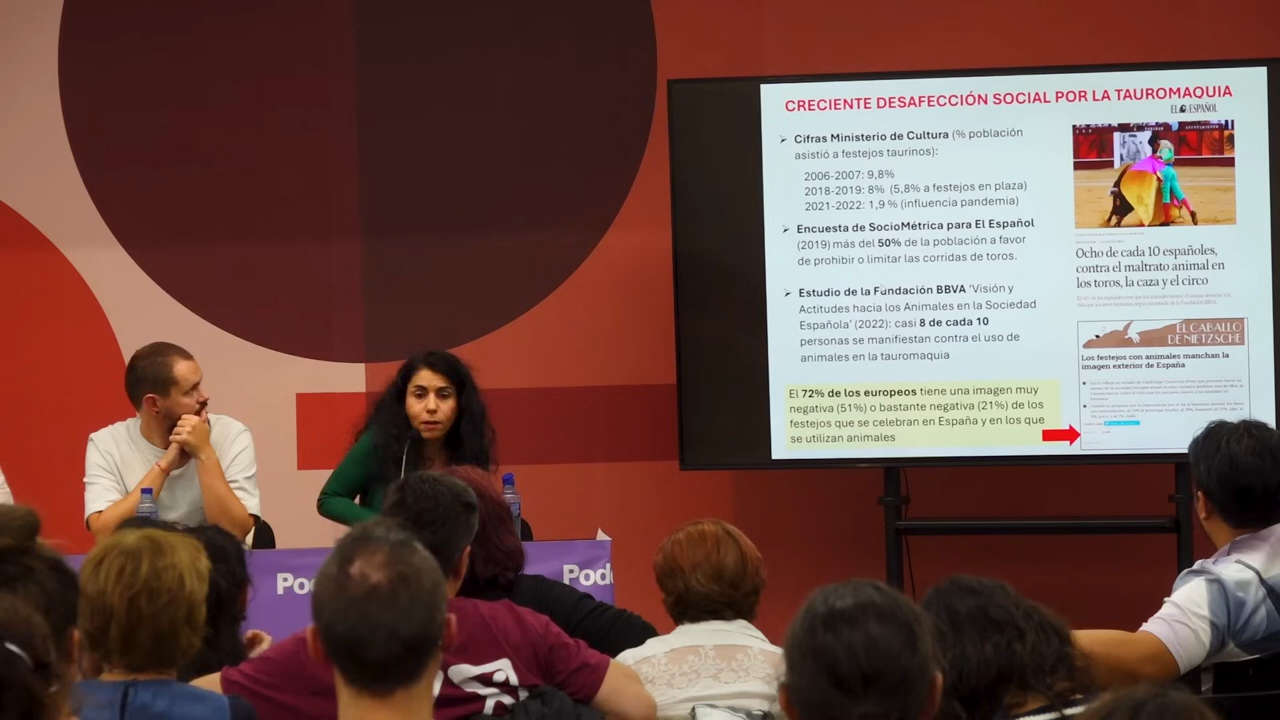 CRECIENTE DESAFECCIÓN SOCIAL POR LA TAUROMAQUIA
EL ESPAÑOL
Cifras Ministerio de Cultura (% población
asistió a festejos taurinos):
2006-2007: 9,8%
2018-2019: 8% (5,8% a festejos en plaza)
2021-2022: 1,9 % (influencia pandemia)
Encuesta de SocioMétrica para El Español
(2019) más del 50% de la población a favor
de prohibir o limitar las corridas de toros.
Estudio de la Fundación BBVA ‘Visión y
Actitudes hacia los Animales en la Sociedad
Española’ (2022): casi 8 de cada 10
personas se manifiestan contra el uso de
animales en la tauromaquia
El 72% de los europeos tiene una imagen muy
negativa (51%) o bastante negativa (21%) de los
festejos que se celebran en España y en los que
se utilizan animales
Ocho de cada 10 españoles,
contra el maltrato animal en
los toros, la caza y el circo
EL CABALLO
DE NIETZSCHE
Los festejos con animales manchan la
imagen exterior de España
Po
Pod